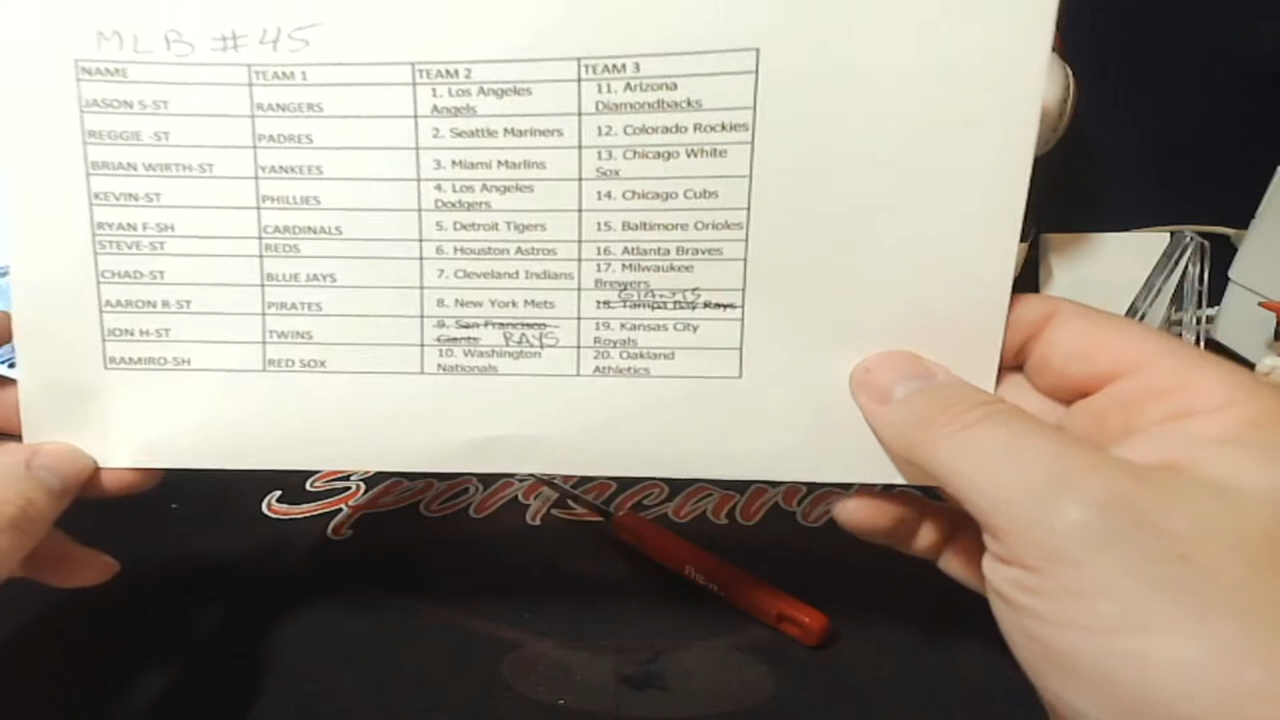 MLB #45
NAME TEAM 1 TEAM 2 TEAM 3
JASON S-ST RANGERS 1. Los Angeles Angels 11. Arizona Diamondbacks
REGGIE -ST PADRES 2. Seattle Mariners 12. Colorado Rockies
BRIAN WIRTH-ST YANKEES 3. Miami Marlins 13. Chicago White Sox
KEVIN-ST PHILLIES 4. Los Angeles Dodgers 14. Chicago Cubs
RYAN F-SH CARDINALS 5. Detroit Tigers 15. Baltimore Orioles
STEVE-ST REDS 6. Houston Astros 16. Atlanta Braves
CHAD-ST BLUE JAYS 7. Cleveland Indians 17. Milwaukee Brewers
AARON R-ST PIRATES 8. New York Mets GIANTS 18. Tampa Bay Rays
JON H-ST TWINS 9. San Francisco Giants RAYS 19. Kansas City Royals
RAMIRO-SH RED SOX 10. Washington Nationals 20. Oakland Athletics